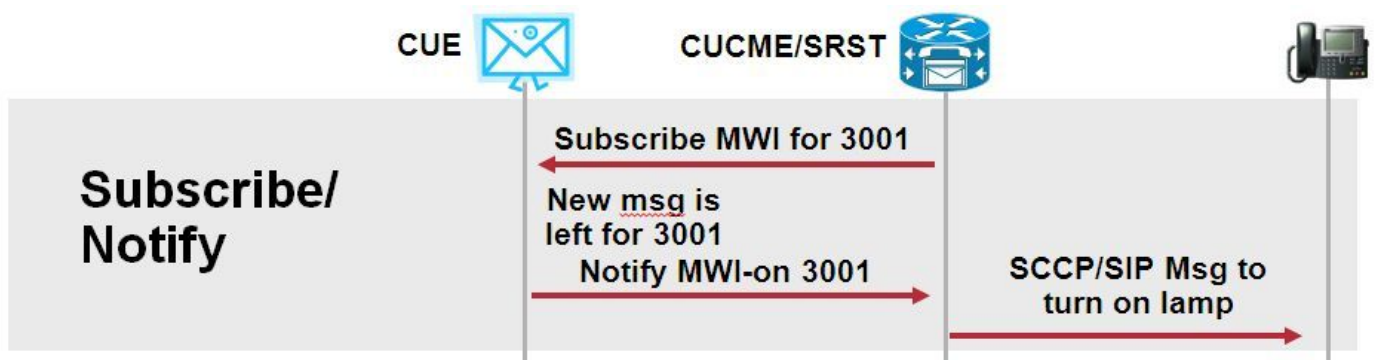 CUE
CUCME/SRST
Subscribe/
Notify
Subscribe MWI for 3001
New msg is
left for 3001
Notify MWI-on 3001
SCCP/SIP Msg to
turn on lamp